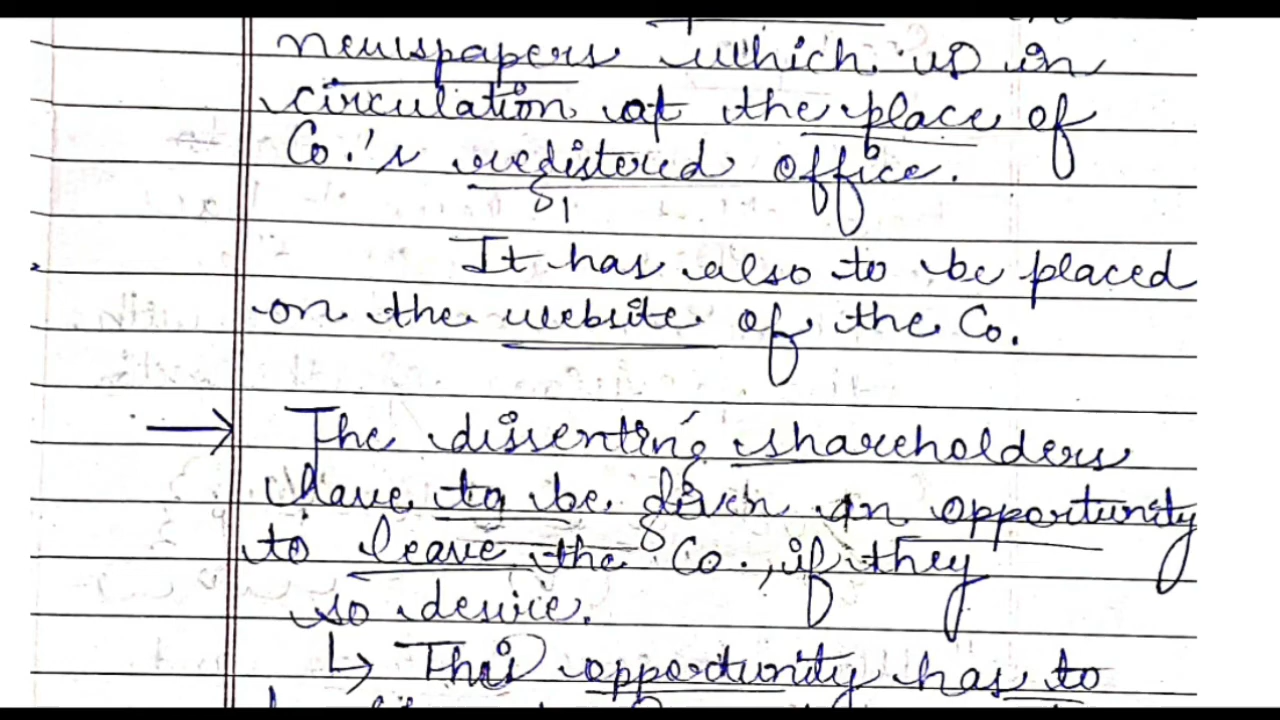 newspapers which is in
circulation at the place of
Co.'s registered office.
It has also to be placed
on the website of the Co.
→ The dissenting shareholders
have to be given an opportunity
to leave the Co., if they
so desire.
↳ This opportunity has to